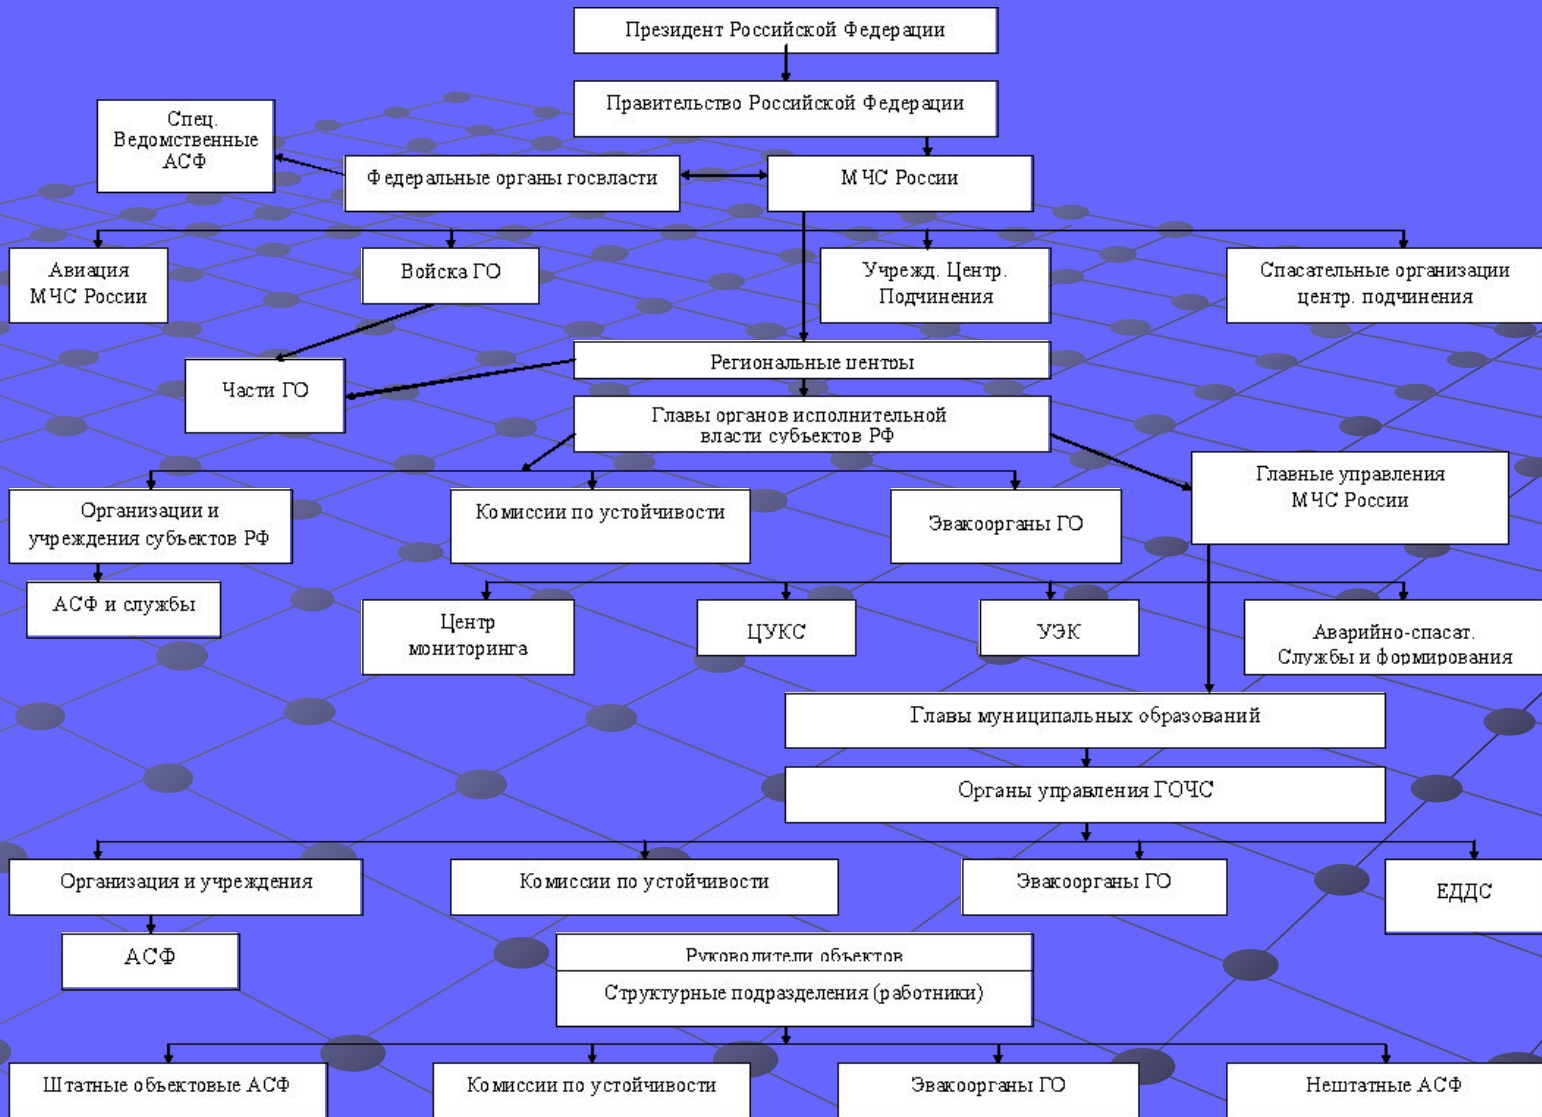 Президент Российской Федерации
Правительство Российской Федерации
Спец.
Ведомственные
АСФ
Федеральные органы госвласти
МЧС России
Авиация
МЧС России
Войска ГО
Учрежд. Центр.
Подчинения
Спасательные организации
центр. подчинения
Региональные центры
Части ГО
Главы органов исполнительной
власти субъектов РФ
Главные управления
МЧС России
Организации и
учреждения субъектов РФ
Комиссии по устойчивости
Эвакоорганы ГО
АСФ и службы
Центр
мониторинга
ЦУКС
УЭК
Аварийно-спасат.
Службы и формирования
Главы муниципальных образований
Органы управления ГОЧС
Организация и учреждения
Комиссии по устойчивости
Эвакоорганы ГО
ЕДДС
АСФ
Руководители объектов
Структурные подразделения (работники)
Штатные объектовые АСФ
Комиссии по устойчивости
Эвакоорганы ГО
Нештатные АСФ